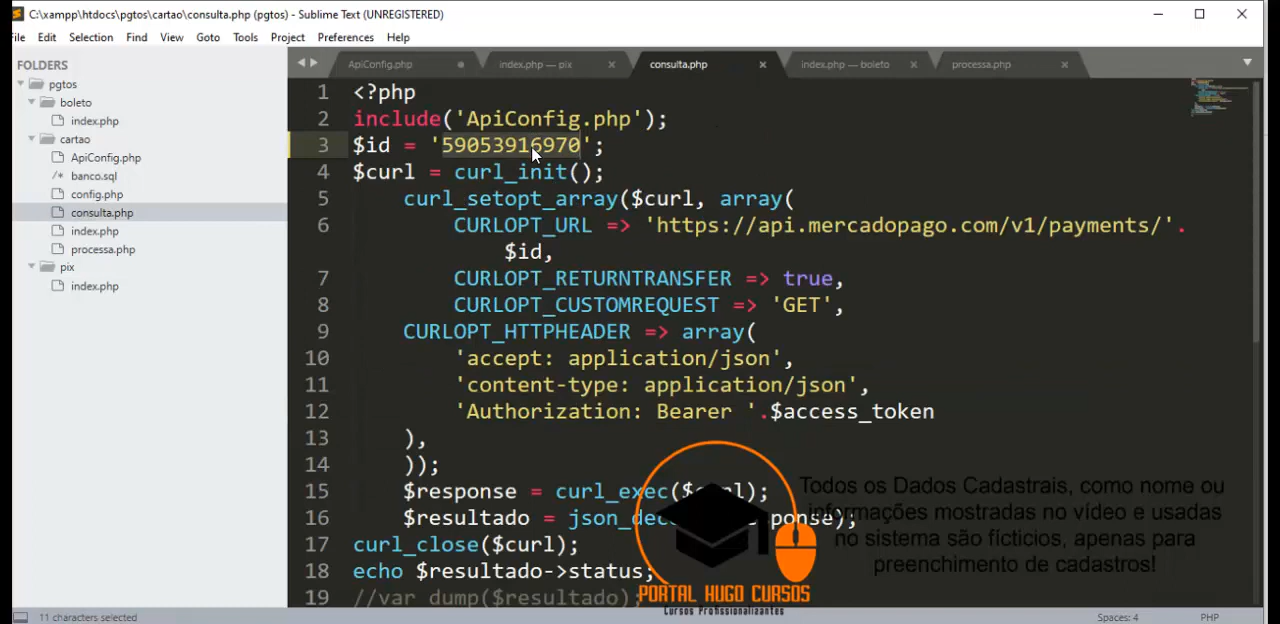 C:\xampp\htdocs\pgtos\cartao\consulta.php (pgtos) - Sublime Text (UNREGISTERED)
ile Edit Selection Find View Goto Tools Project Preferences Help
FOLDERS
pgtos
boleto
index.php
cartao
ApiConfig.php
/* banco.sql
config.php
consulta.php
index.php
processa.php
pix
index.php
ApiConfig.php index.php — pix consulta.php index.php — boleto processa.php
1 <?php
2 include('ApiConfig.php');
3 $id = '59053916970';
4 $curl = curl_init();
5 curl_setopt_array($curl, array(
6 CURLOPT_URL => 'https://api.mercadopago.com/v1/payments/'.
$id,
7 CURLOPT_RETURNTRANSFER => true,
8 CURLOPT_CUSTOMREQUEST => 'GET',
9 CURLOPT_HTTPHEADER => array(
10 'accept: application/json',
11 'content-type: application/json',
12 'Authorization: Bearer '.$access_token
13 ),
14 ));
15 $response = curl_exec($curl);
16 $resultado = json_de ponse);
17 curl_close($curl);
18 echo $resultado->status;
19 //var_dump($resultado);
Todos os Dados Cadastrais, como nome ou
informações mostradas no vídeo e usadas
no sistema são fícticios, apenas para
preenchimento de cadastros!
PORTAL HUGO CURSOS
Cursos Profissionalizantes
11 characters selected
Spaces: 4 PHP